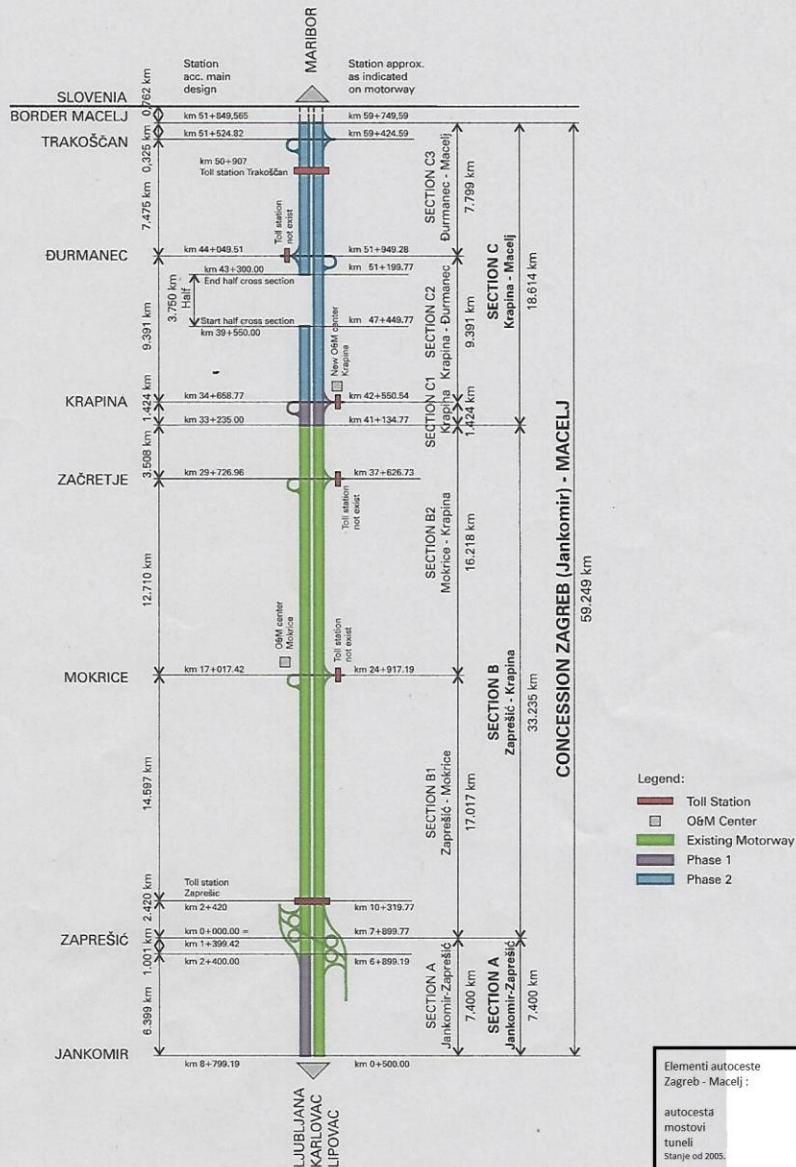 MARIBOR
Station
acc. main
design
Station approx.
as indicated
on motorway
SLOVENIA
0,762 km
BORDER MACELJ
km 51+849,565
km 59+749,59
0,325 km
TRAKOŠČAN
km 51+524.82
km 59+424.59
km 50+907
Toll station Trakošćan
7.475 km
SECTION C3
Đurmanec - Macelj
7.799 km
Toll station
not exist
ĐURMANEC
km 44+049.51
km 51+949.28
km 43+300.00
km 51+199.77
End half cross section
3.750 km
Half
Start half cross section
km 47+449.77
km 39+550.00
9.391 km
SECTION C2
Krapina - Đurmanec
9.391 km
SECTION C
Krapina - Macelj
18.614 km
New O&M center
Krapina
KRAPINA
km 34+658.77
km 42+550.54
1.424 km
SECTION C1
Krapina
1.424 km
km 33+235.00
km 41+134.77
3.508 km
ZAČRETJE
km 29+726.96
km 37+626.73
Toll station
not exist
12.710 km
SECTION B2
Mokrice - Krapina
16.218 km
O&M center
Mokrice
Toll station
not exist
MOKRICE
km 17+017.42
km 24+917.19
SECTION B
Zaprešić - Krapina
33.235 km
CONCESSION ZAGREB (Jankomir) - MACELJ
59.249 km
14.597 km
SECTION B1
Zaprešić - Mokrice
17.017 km
Legend:
Toll Station
O&M Center
Existing Motorway
Phase 1
Phase 2
Toll station
Zaprešic
km 2+420
km 10+319.77
2.420 km
ZAPREŠIĆ
km 0+000.00 =
km 7+899.77
km 1+399.42
1.001 km
km 2+400.00
km 6+899.19
6.399 km
SECTION A
Jankomir-Zaprešić
7.400 km
SECTION A
Jankomir-Zaprešić
7.400 km
JANKOMIR
km 8+799.19
km 0+500.00
LJUBLJANA
KARLOVAC
LIPOVAC
Elementi autoceste
Zagreb - Macelj :
autocesta
mostovi
tuneli
Stanje od 2005.